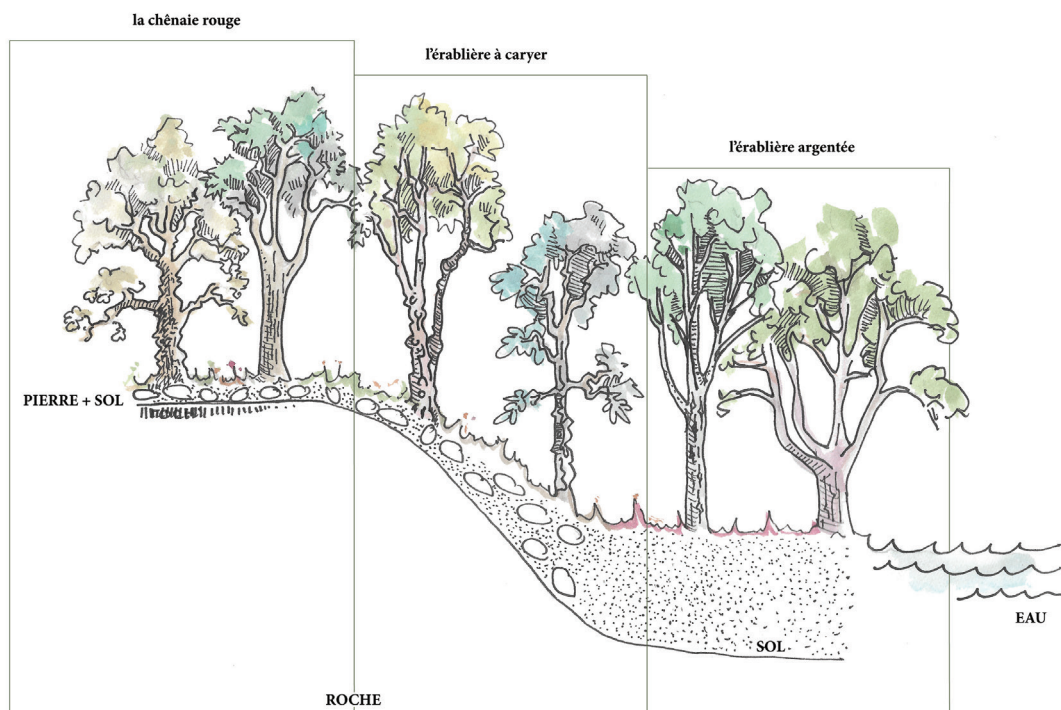 la chênaie rouge
l'érablière à caryer
l'érablière argentée
PIERRE + SOL
EAU
SOL
ROCHE